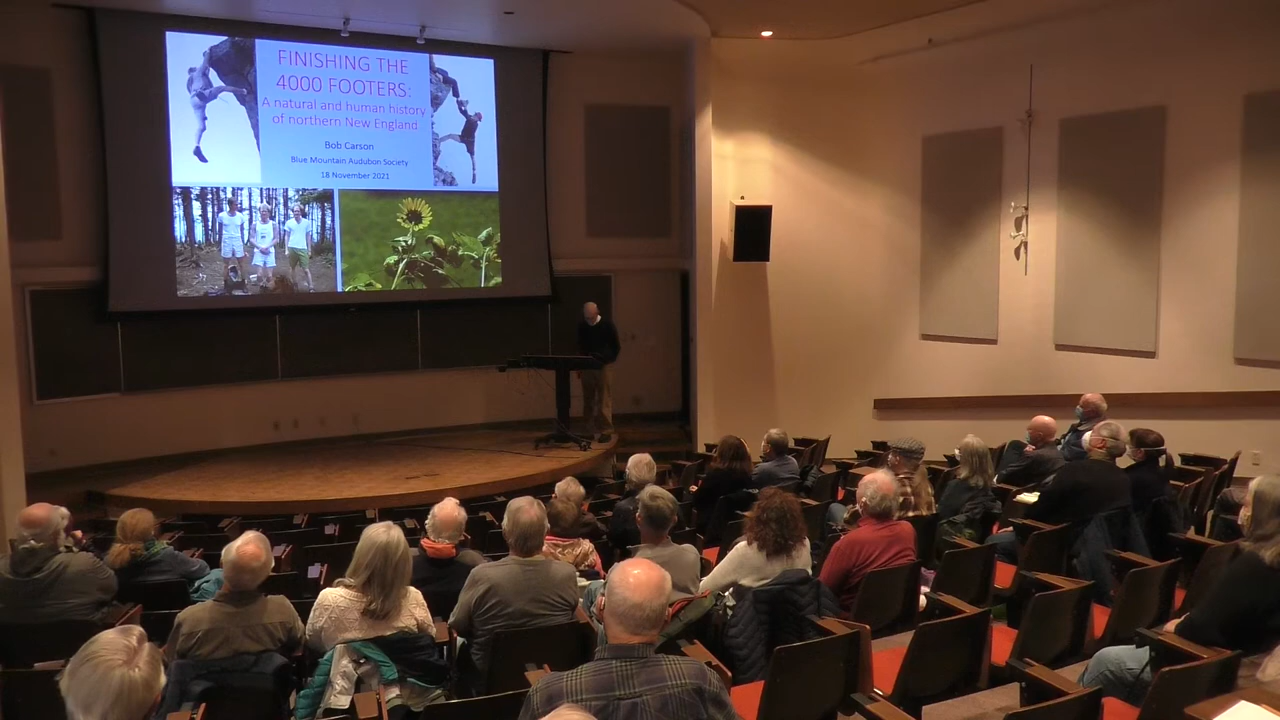 FINISHING THE
4000 FOOTERS:
A natural and human history
of northern New England
Bob Carson
Blue Mountain Audubon Society
18 November 2021